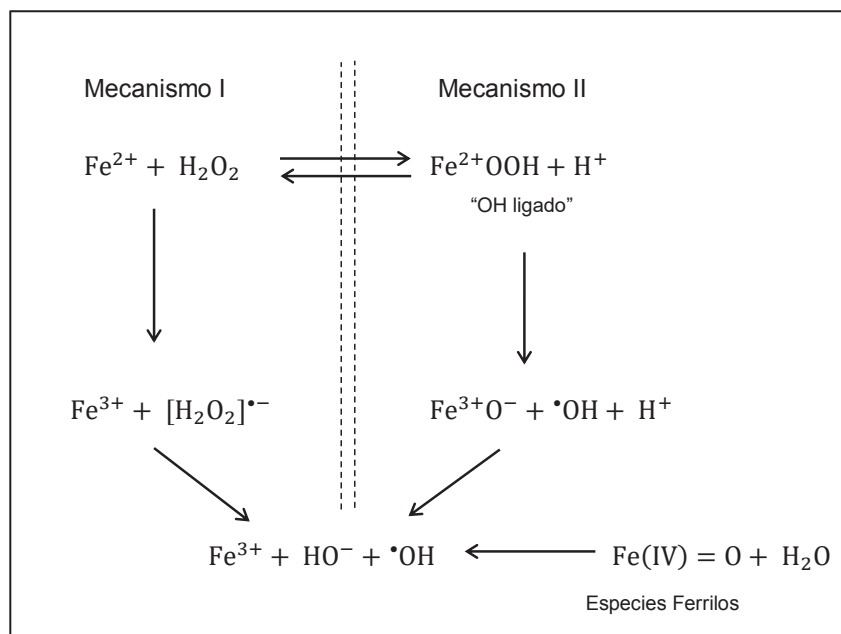 Mecanismo I
Mecanismo II
Fe²⁺ + H₂O₂
Fe²⁺OOH + H⁺
“OH ligado”
Fe³⁺ + [H₂O₂]•⁻
Fe³⁺O⁻ + •OH + H⁺
Fe³⁺ + HO⁻ + •OH
Fe(IV) = O + H₂O
Especies Ferrilos